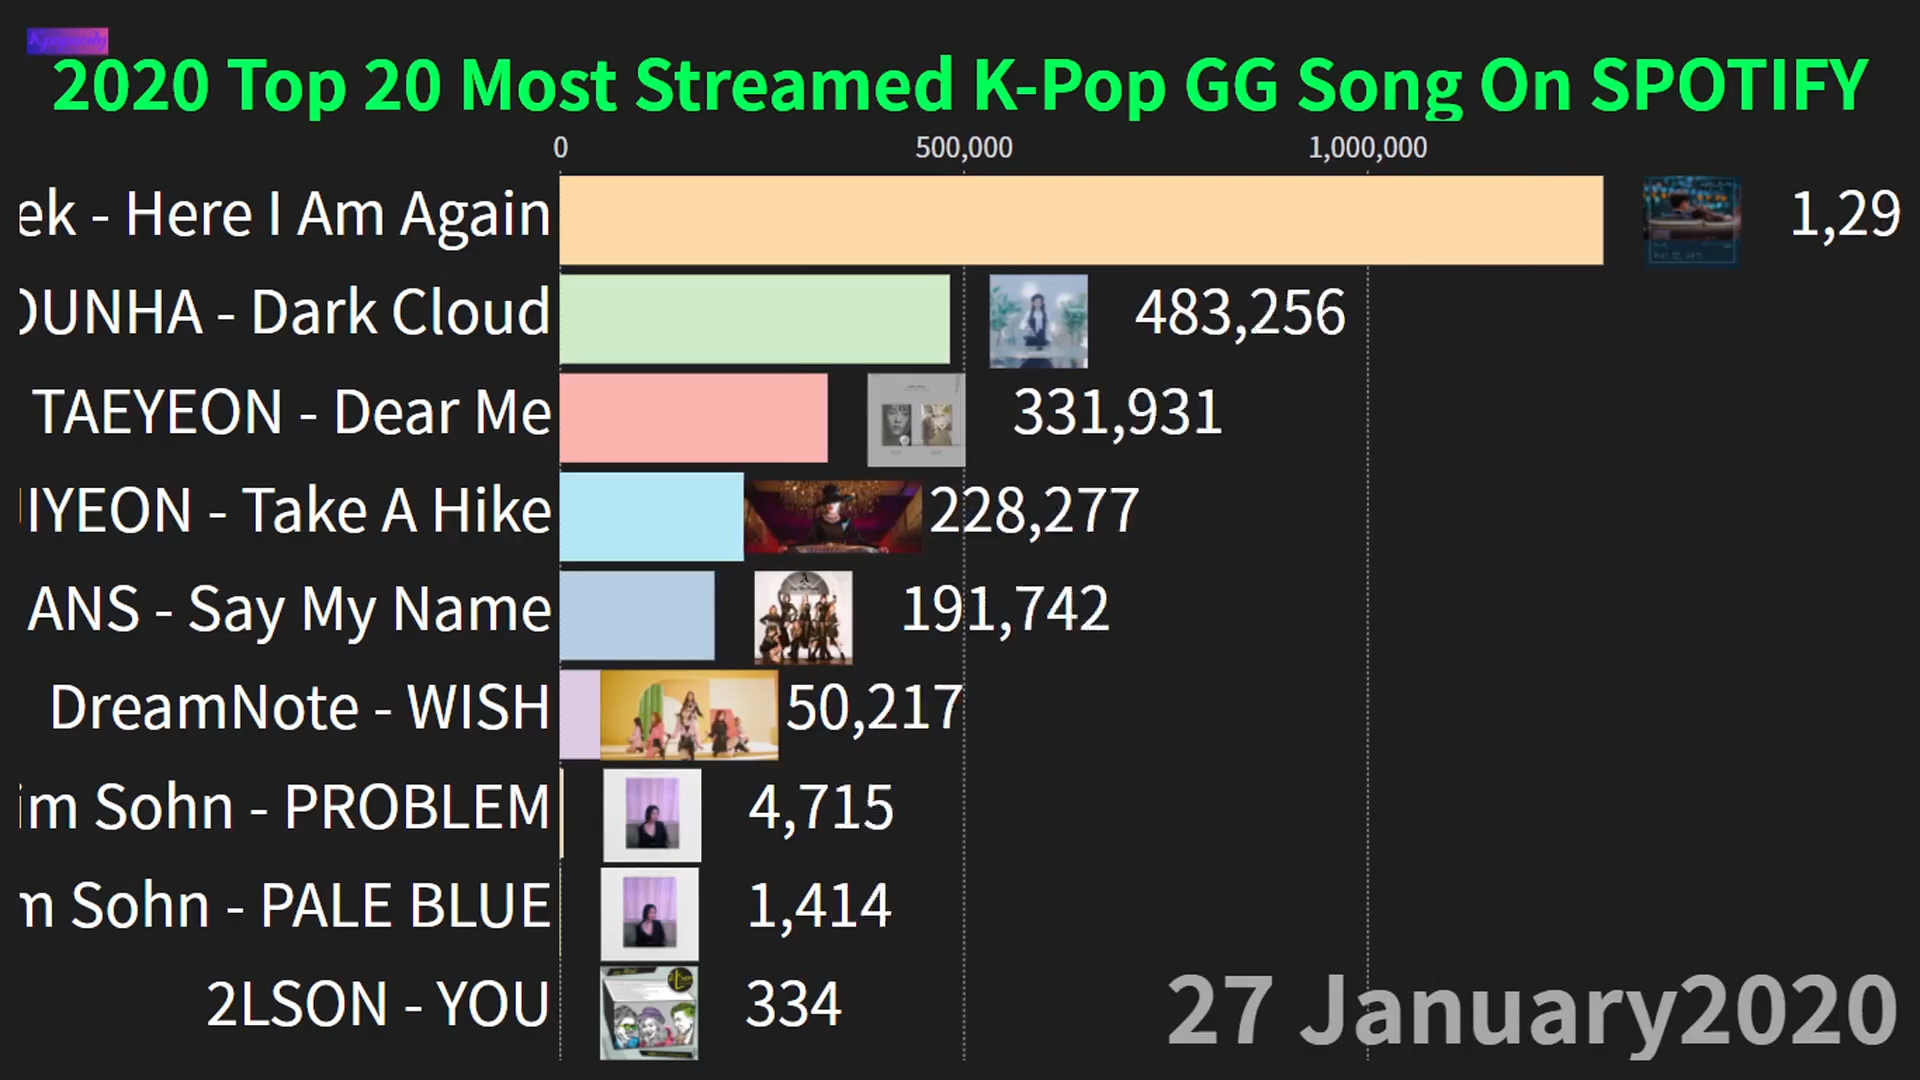 2020 Top 20 Most Streamed K-Pop GG Song On SPOTIFY
0 500,000 1,000,000
ek - Here I Am Again 1,29
OUNHA - Dark Cloud 483,256
TAEYEON - Dear Me 331,931
IYEON - Take A Hike 228,277
ANS - Say My Name 191,742
DreamNote - WISH 50,217
im Sohn - PROBLEM 4,715
m Sohn - PALE BLUE 1,414
2LSON - YOU 334
27 January2020